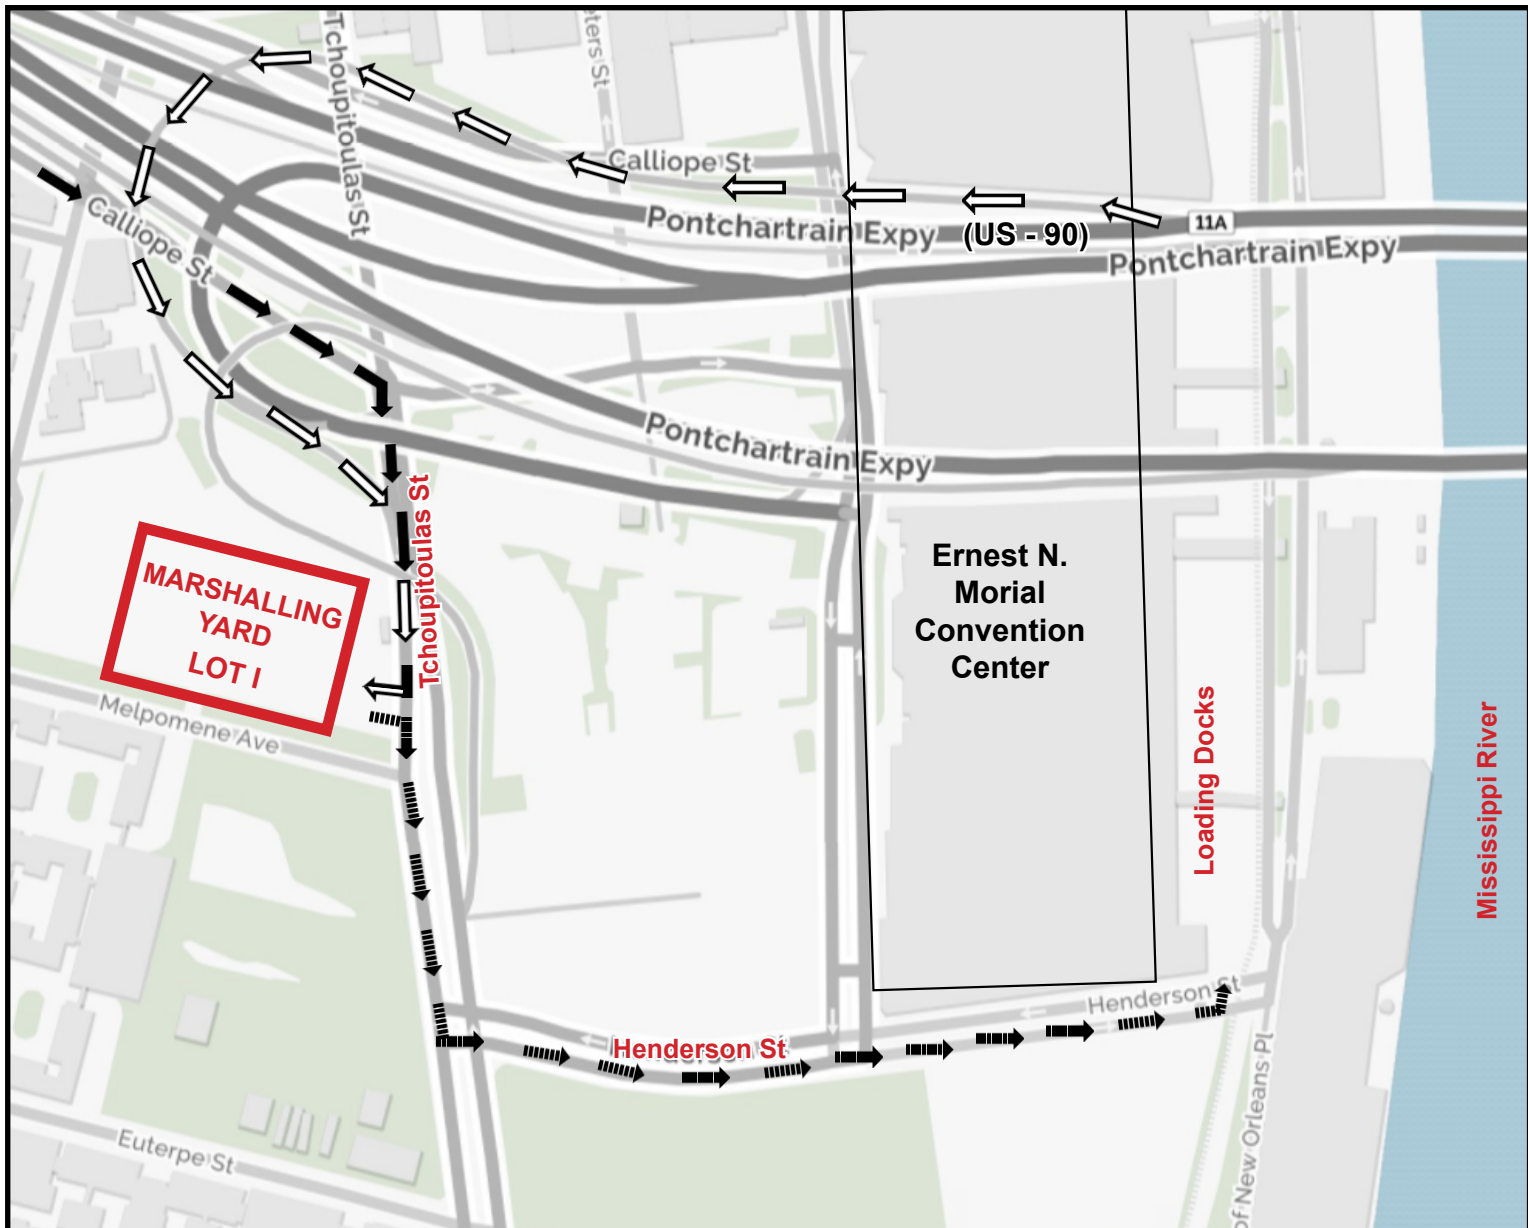 Tchoupitoulas St
eters St
Calliope St
Pontchartrain Expy
(US - 90)
11A
Pontchartrain Expy
Calliope St
Pontchartrain Expy
Tchoupitoulas St
MARSHALLING
YARD
LOT I
Ernest N.
Morial
Convention
Center
Loading Docks
Mississippi River
Melpomene Ave
Henderson St
Henderson St
of New Orleans Pl
Euterpe St